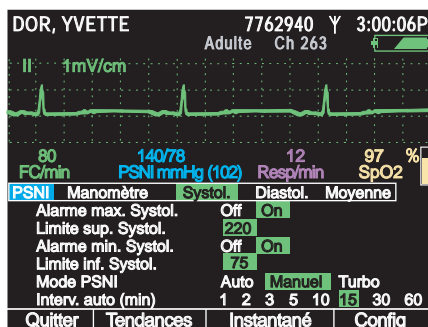 DOR, YVETTE 7762940 3:00:06P
Adulte Ch 263
II 1mV/cm
80 140/78 12 97 %
FC/min PSNI mmHg (102) Resp/min SpO2
PSNI Manomètre Systol. Diastol. Moyenne
Alarme max. Systol. Off On
Limite sup. Systol. 220
Alarme min. Systol. Off On
Limite inf. Systol. 75
Mode PSNI Auto Manuel Turbo
Interv. auto (min) 1 2 3 5 10 15 30 60
Quitter Tendances Instantané Config